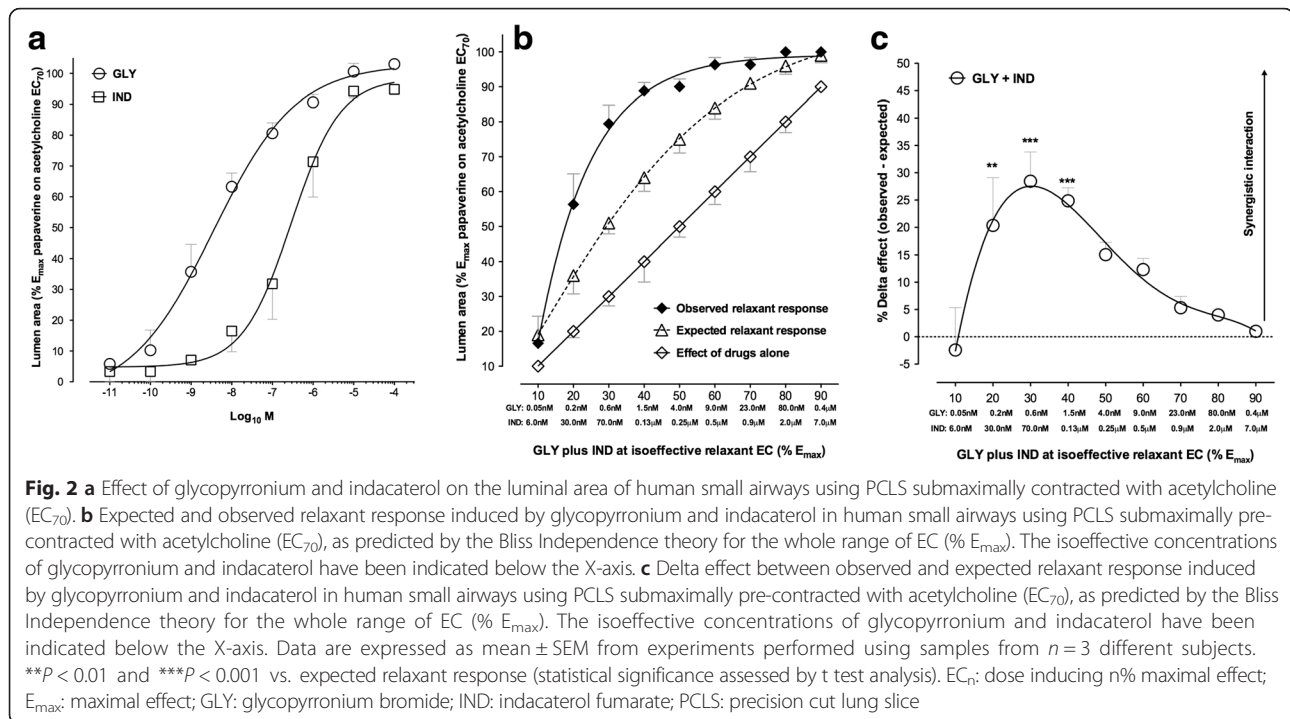 a
GLY
IND
Lumen area (% Emax papaverine on acetylcholine EC70)
100
90
80
70
60
50
40
30
20
10
0
-11 -10 -9 -8 -7 -6 -5 -4
Log10 M
b
Lumen area (% Emax papaverine on acetylcholine EC70)
100
90
80
70
60
50
40
30
20
10
Observed relaxant response
Expected relaxant response
Effect of drugs alone
10 20 30 40 50 60 70 80 90
GLY: 0.05nM 0.2nM 0.6nM 1.5nM 4.0nM 9.0nM 23.0nM 80.0nM 0.4μM
IND: 6.0nM 30.0nM 70.0nM 0.13μM 0.25μM 0.5μM 0.9μM 2.0μM 7.0μM
GLY plus IND at isoeffective relaxant EC (% Emax)
c
GLY + IND
% Delta effect (observed - expected)
50
45
40
35
30
25
20
15
10
5
0
-5
**
***
***
Synergistic interaction
10 20 30 40 50 60 70 80 90
GLY: 0.05nM 0.2nM 0.6nM 1.5nM 4.0nM 9.0nM 23.0nM 80.0nM 0.4μM
IND: 6.0nM 30.0nM 70.0nM 0.13μM 0.25μM 0.5μM 0.9μM 2.0μM 7.0μM
GLY plus IND at isoeffective relaxant EC (% Emax)
Fig. 2 a Effect of glycopyrronium and indacaterol on the luminal area of human small airways using PCLS submaximally contracted with acetylcholine
(EC70). b Expected and observed relaxant response induced by glycopyrronium and indacaterol in human small airways using PCLS submaximally pre-
contracted with acetylcholine (EC70), as predicted by the Bliss Independence theory for the whole range of EC (% Emax). The isoeffective concentrations
of glycopyrronium and indacaterol have been indicated below the X-axis. c Delta effect between observed and expected relaxant response induced
by glycopyrronium and indacaterol in human small airways using PCLS submaximally pre-contracted with acetylcholine (EC70), as predicted by the Bliss
Independence theory for the whole range of EC (% Emax). The isoeffective concentrations of glycopyrronium and indacaterol have been
indicated below the X-axis. Data are expressed as mean ± SEM from experiments performed using samples from n = 3 different subjects.
**P < 0.01 and ***P < 0.001 vs. expected relaxant response (statistical significance assessed by t test analysis). ECn: dose inducing n% maximal effect;
Emax: maximal effect; GLY: glycopyrronium bromide; IND: indacaterol fumarate; PCLS: precision cut lung slice